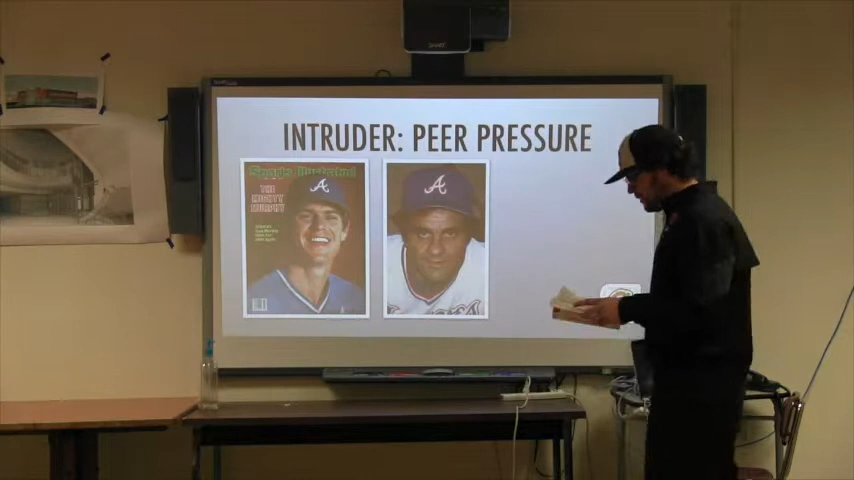 INTRUDER: PEER PRESSURE
Sports Illustrated
THE
MIGHTY
MURPHY